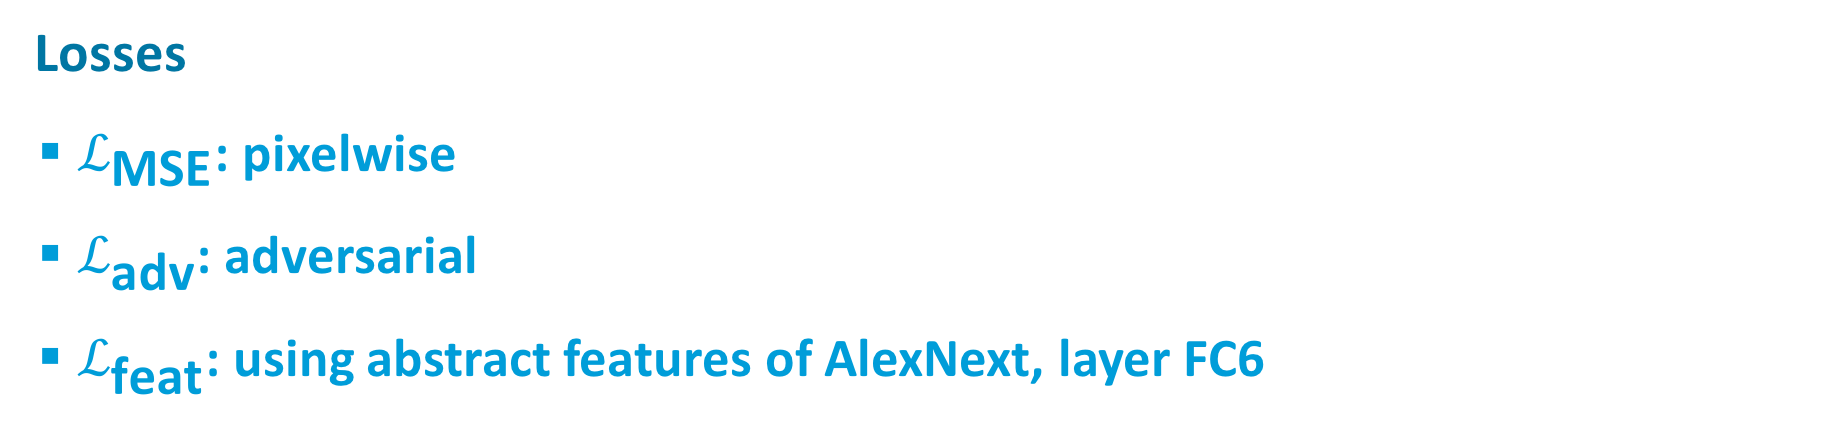 Losses
▪ ℒMSE: pixelwise
▪ ℒadv: adversarial
▪ ℒfeat: using abstract features of AlexNext, layer FC6